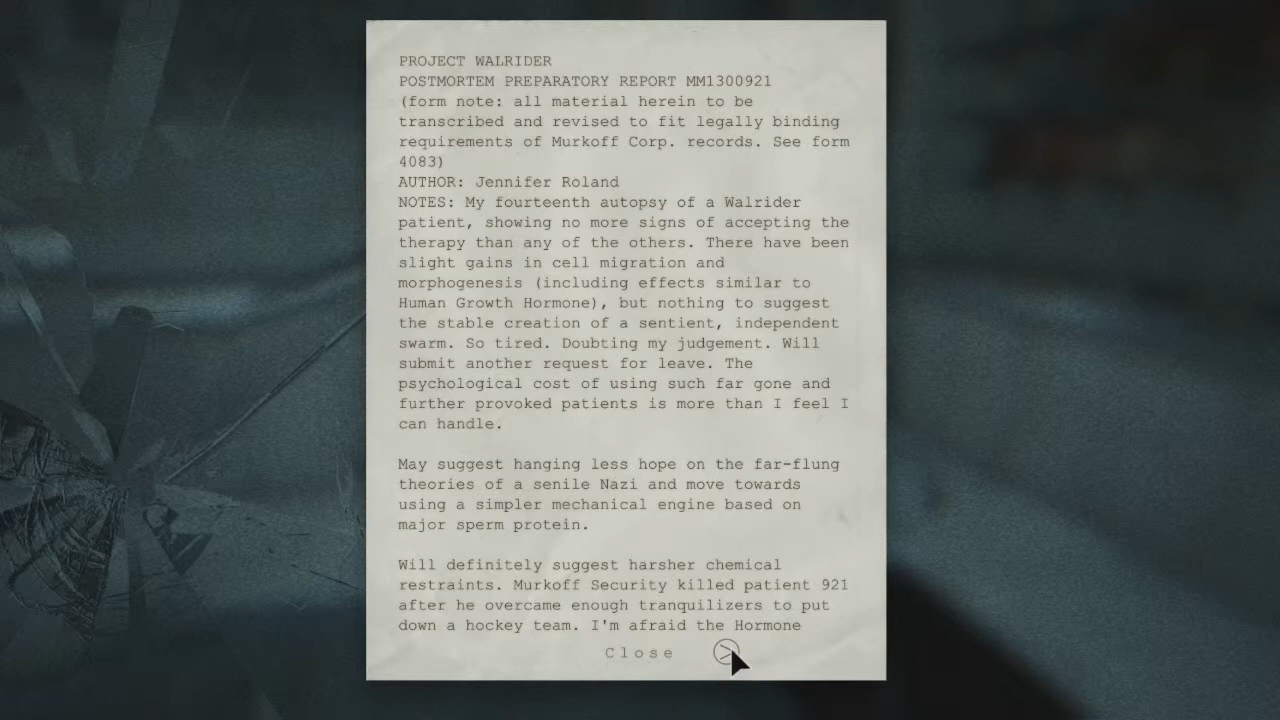 PROJECT WALRIDER
POSTMORTEM PREPARATORY REPORT MM1300921
(form note: all material herein to be
transcribed and revised to fit legally binding
requirements of Murkoff Corp. records. See form
4083)
AUTHOR: Jennifer Roland
NOTES: My fourteenth autopsy of a Walrider
patient, showing no more signs of accepting the
therapy than any of the others. There have been
slight gains in cell migration and
morphogenesis (including effects similar to
Human Growth Hormone), but nothing to suggest
the stable creation of a sentient, independent
swarm. So tired. Doubting my judgement. Will
submit another request for leave. The
psychological cost of using such far gone and
further provoked patients is more than I feel I
can handle.
May suggest hanging less hope on the far-flung
theories of a senile Nazi and move towards
using a simpler mechanical engine based on
major sperm protein.
Will definitely suggest harsher chemical
restraints. Murkoff Security killed patient 921
after he overcame enough tranquilizers to put
down a hockey team. I'm afraid the Hormone
Close >